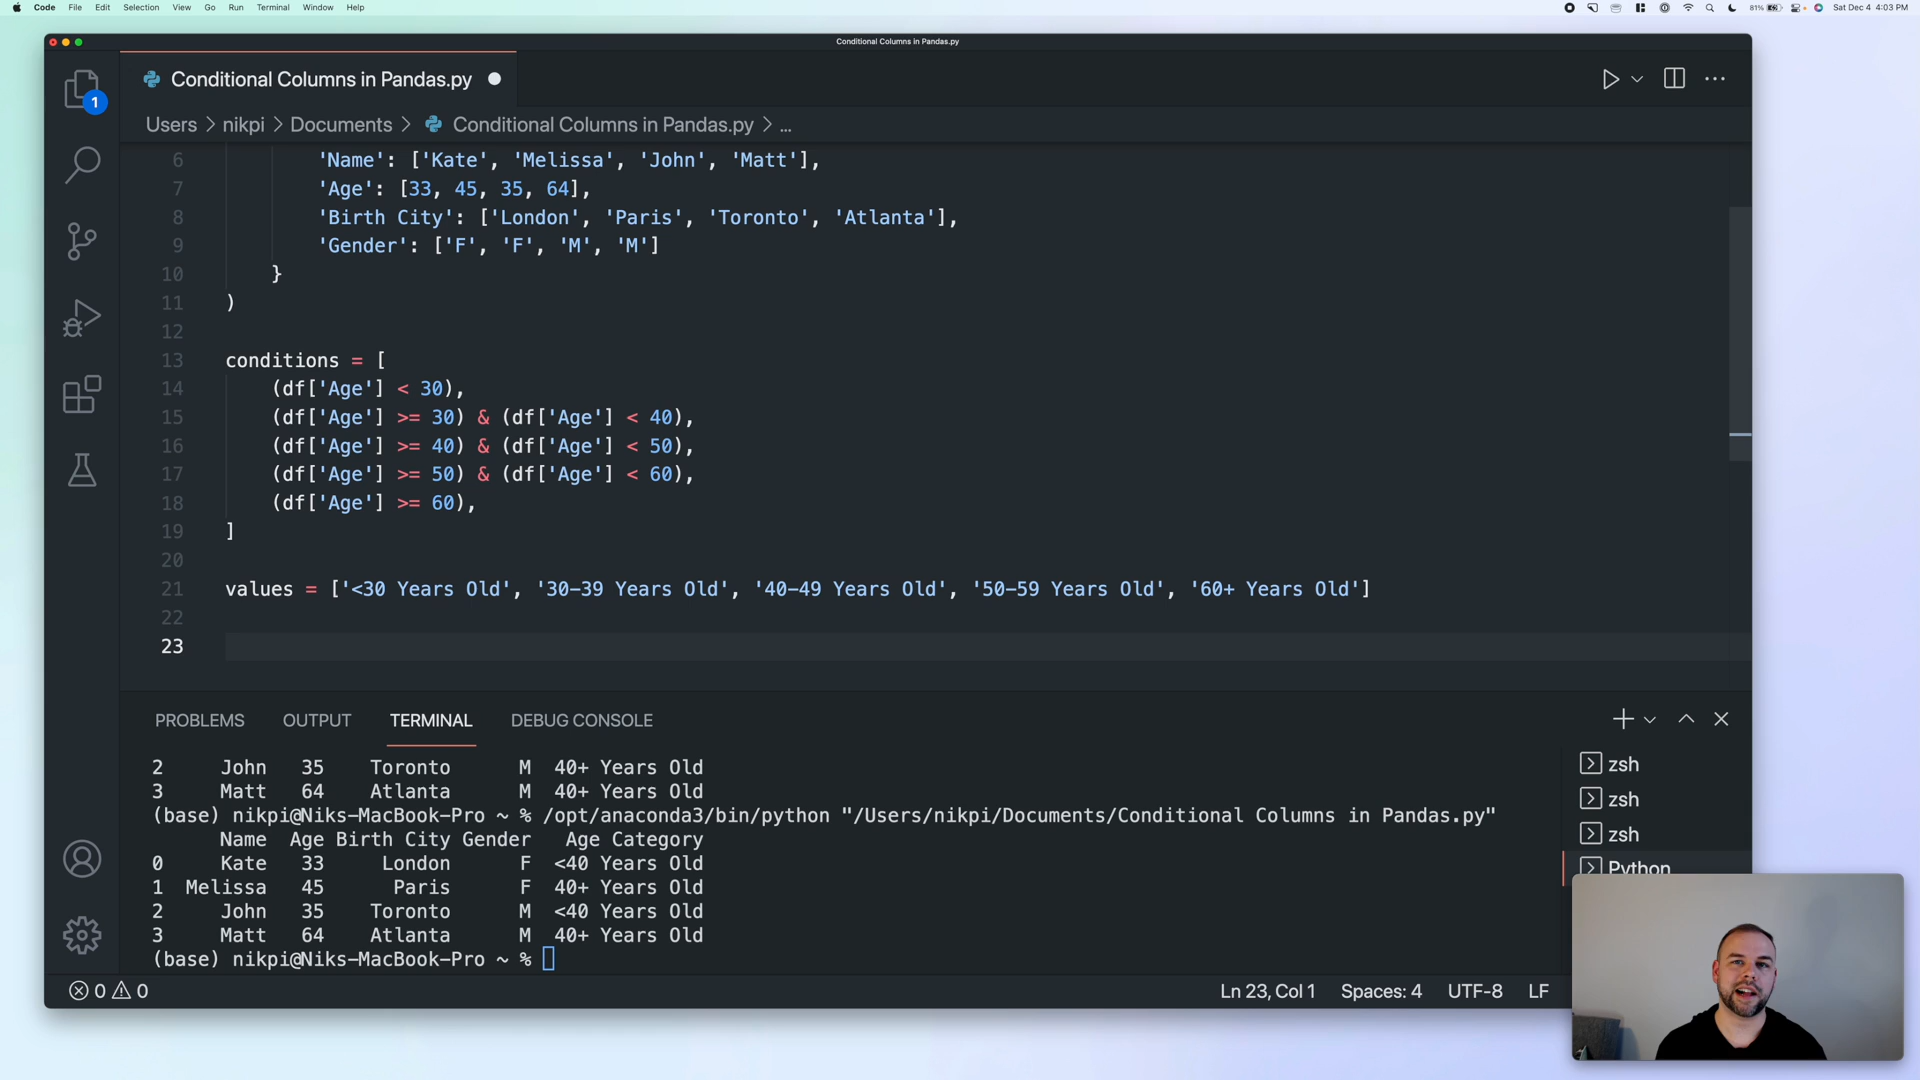 Code File Edit Selection View Go Run Terminal Window Help 81% Sat Dec 4 4:03 PM
Conditional Columns in Pandas.py
Conditional Columns in Pandas.py
1
Users > nikpi > Documents > Conditional Columns in Pandas.py > ...
6 'Name': ['Kate', 'Melissa', 'John', 'Matt'],
7 'Age': [33, 45, 35, 64],
8 'Birth City': ['London', 'Paris', 'Toronto', 'Atlanta'],
9 'Gender': ['F', 'F', 'M', 'M']
10 }
11 )
12
13 conditions = [
14 (df['Age'] < 30),
15 (df['Age'] >= 30) & (df['Age'] < 40),
16 (df['Age'] >= 40) & (df['Age'] < 50),
17 (df['Age'] >= 50) & (df['Age'] < 60),
18 (df['Age'] >= 60),
19 ]
20
21 values = ['<30 Years Old', '30-39 Years Old', '40-49 Years Old', '50-59 Years Old', '60+ Years Old']
22
23
PROBLEMS OUTPUT TERMINAL DEBUG CONSOLE
2 John 35 Toronto M 40+ Years Old
3 Matt 64 Atlanta M 40+ Years Old
(base) nikpi@Niks-MacBook-Pro ~ % /opt/anaconda3/bin/python "/Users/nikpi/Documents/Conditional Columns in Pandas.py"
Name Age Birth City Gender Age Category
0 Kate 33 London F <40 Years Old
1 Melissa 45 Paris F 40+ Years Old
2 John 35 Toronto M <40 Years Old
3 Matt 64 Atlanta M 40+ Years Old
(base) nikpi@Niks-MacBook-Pro ~ %
zsh
zsh
zsh
Python
0 0 Ln 23, Col 1 Spaces: 4 UTF-8 LF